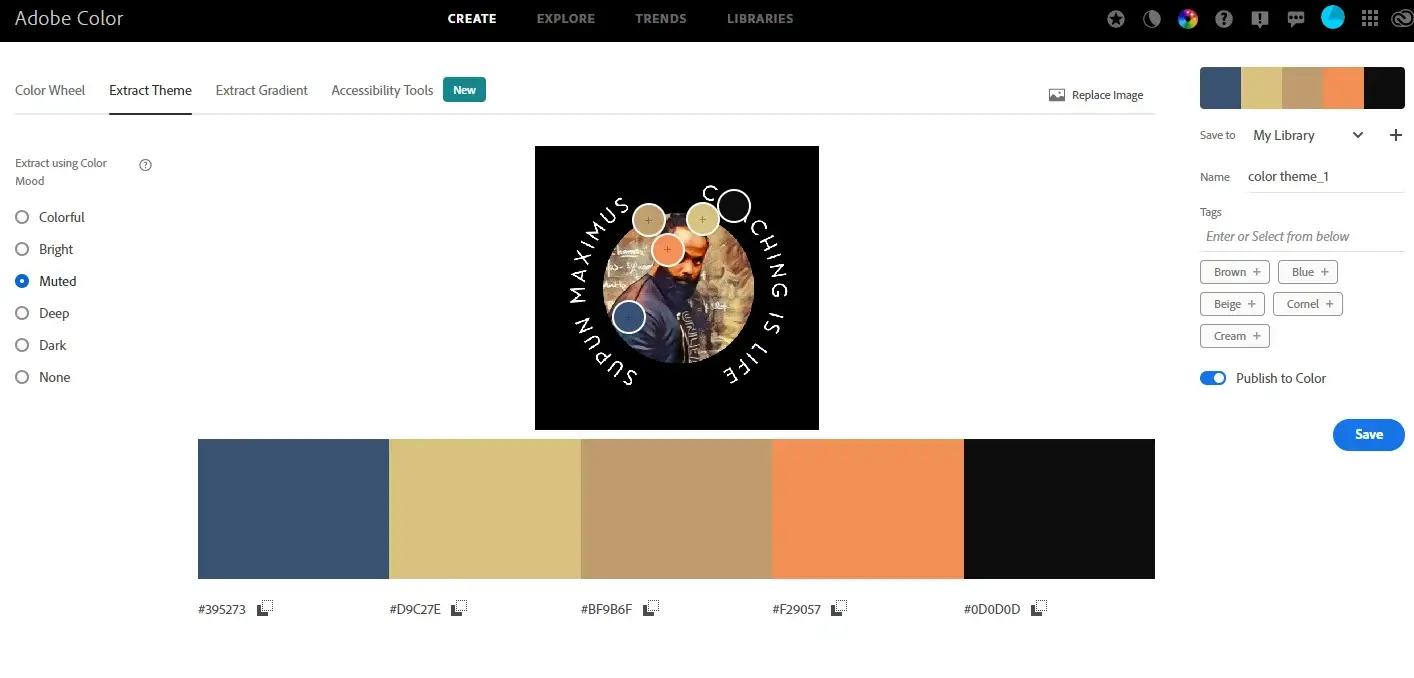 Adobe Color
CREATE EXPLORE TRENDS LIBRARIES
Color Wheel Extract Theme Extract Gradient Accessibility Tools New
Replace Image
Extract using Color
Mood
Colorful
Bright
Muted
Deep
Dark
None
SUPUN MAXIMUS
C CHING IS LIFE
#395273 #D9C27E #BF9B6F #F29057 #0D0D0D
Save to My Library
Name color theme_1
Tags
Enter or Select from below
Brown + Blue +
Beige + Cornel +
Cream +
Publish to Color
Save